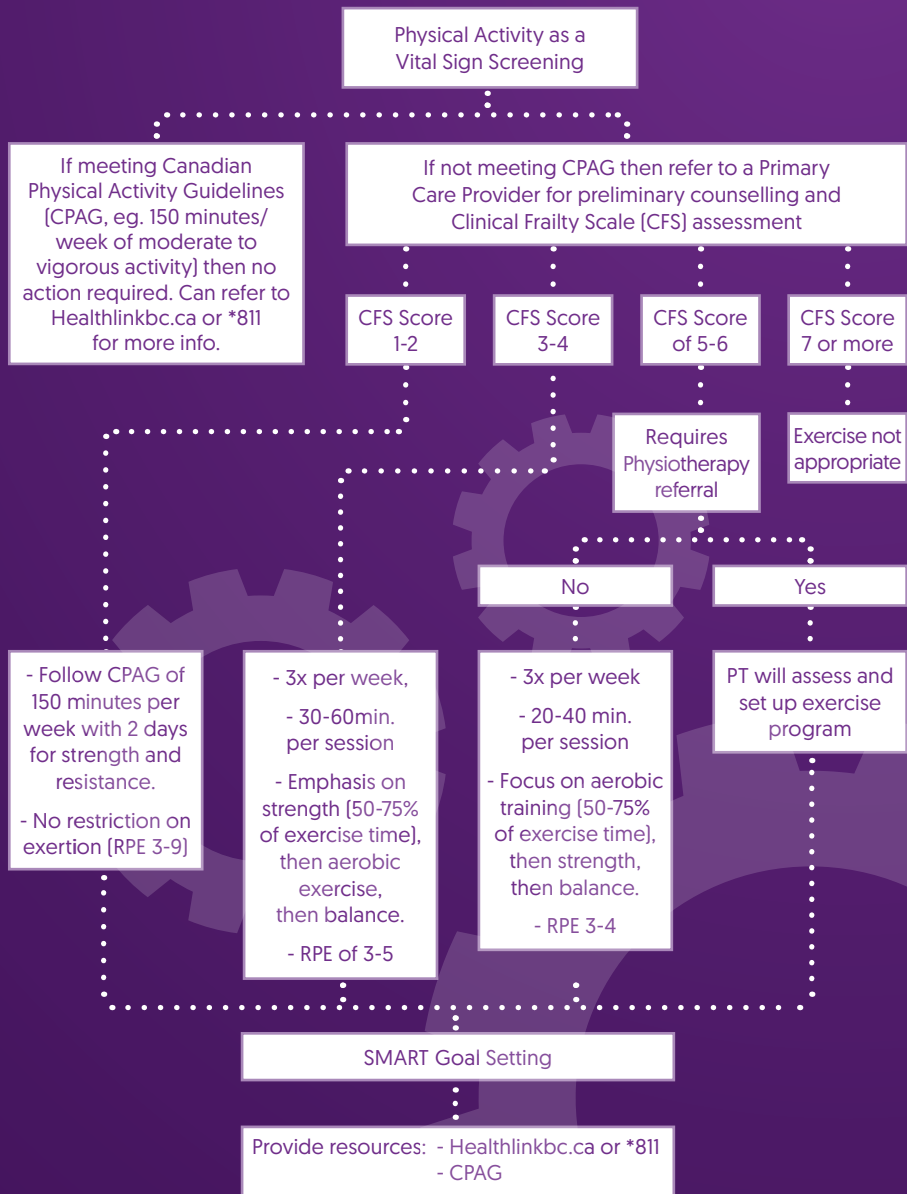 Physical Activity as a
Vital Sign Screening
If meeting Canadian
Physical Activity Guidelines
(CPAG, eg. 150 minutes/
week of moderate to
vigorous activity) then no
action required. Can refer to
Healthlinkbc.ca or *811
for more info.
If not meeting CPAG then refer to a Primary
Care Provider for preliminary counselling and
Clinical Frailty Scale (CFS) assessment
CFS Score
1-2
CFS Score
3-4
CFS Score
of 5-6
CFS Score
7 or more
Requires
Physiotherapy
referral
Exercise not
appropriate
No
Yes
- Follow CPAG of
150 minutes per
week with 2 days
for strength and
resistance.
- No restriction on
exertion (RPE 3-9)
- 3x per week,
- 30-60min.
per session
- Emphasis on
strength (50-75%
of exercise time),
then aerobic
exercise,
then balance.
- RPE of 3-5
- 3x per week
- 20-40 min.
per session
- Focus on aerobic
training (50-75%
of exercise time),
then strength,
then balance.
- RPE 3-4
PT will assess and
set up exercise
program
SMART Goal Setting
Provide resources: - Healthlinkbc.ca or *811
- CPAG